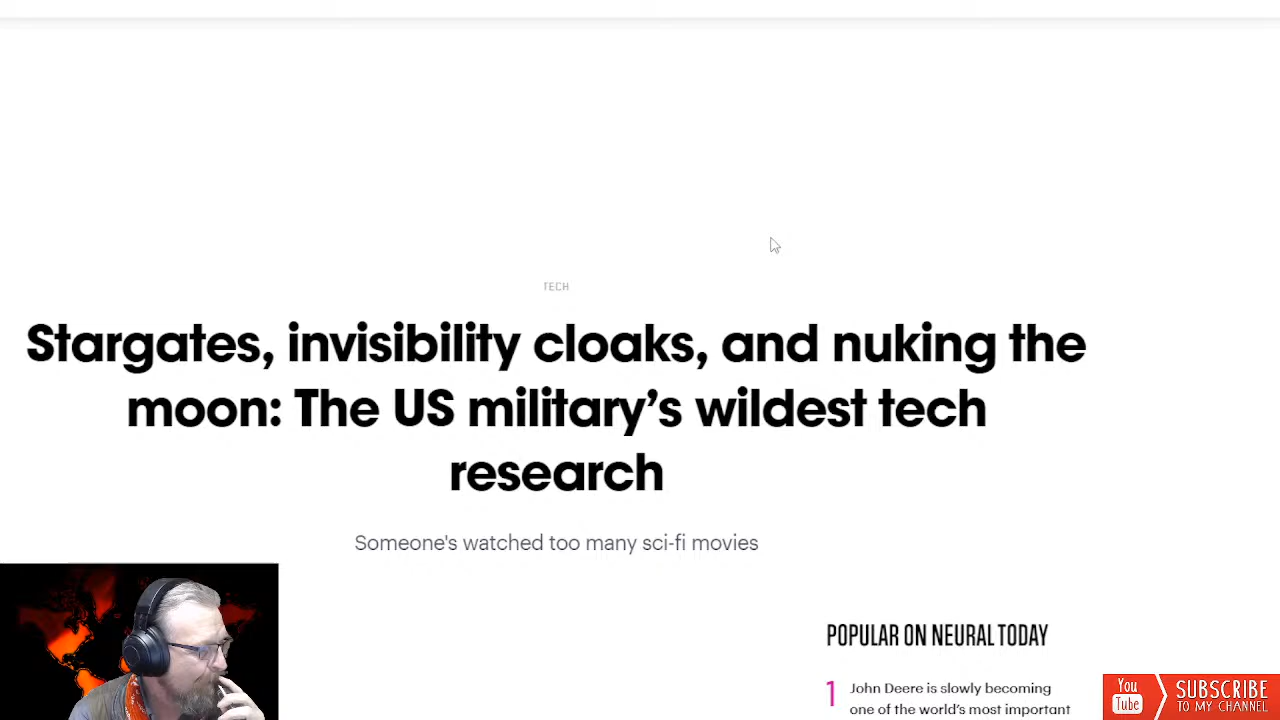 TECH
Stargates, invisibility cloaks, and nuking the
moon: The US military’s wildest tech
research
Someone's watched too many sci-fi movies
POPULAR ON NEURAL TODAY
1 John Deere is slowly becoming
one of the world’s most important
You
Tube
SUBSCRIBE
TO MY CHANNEL